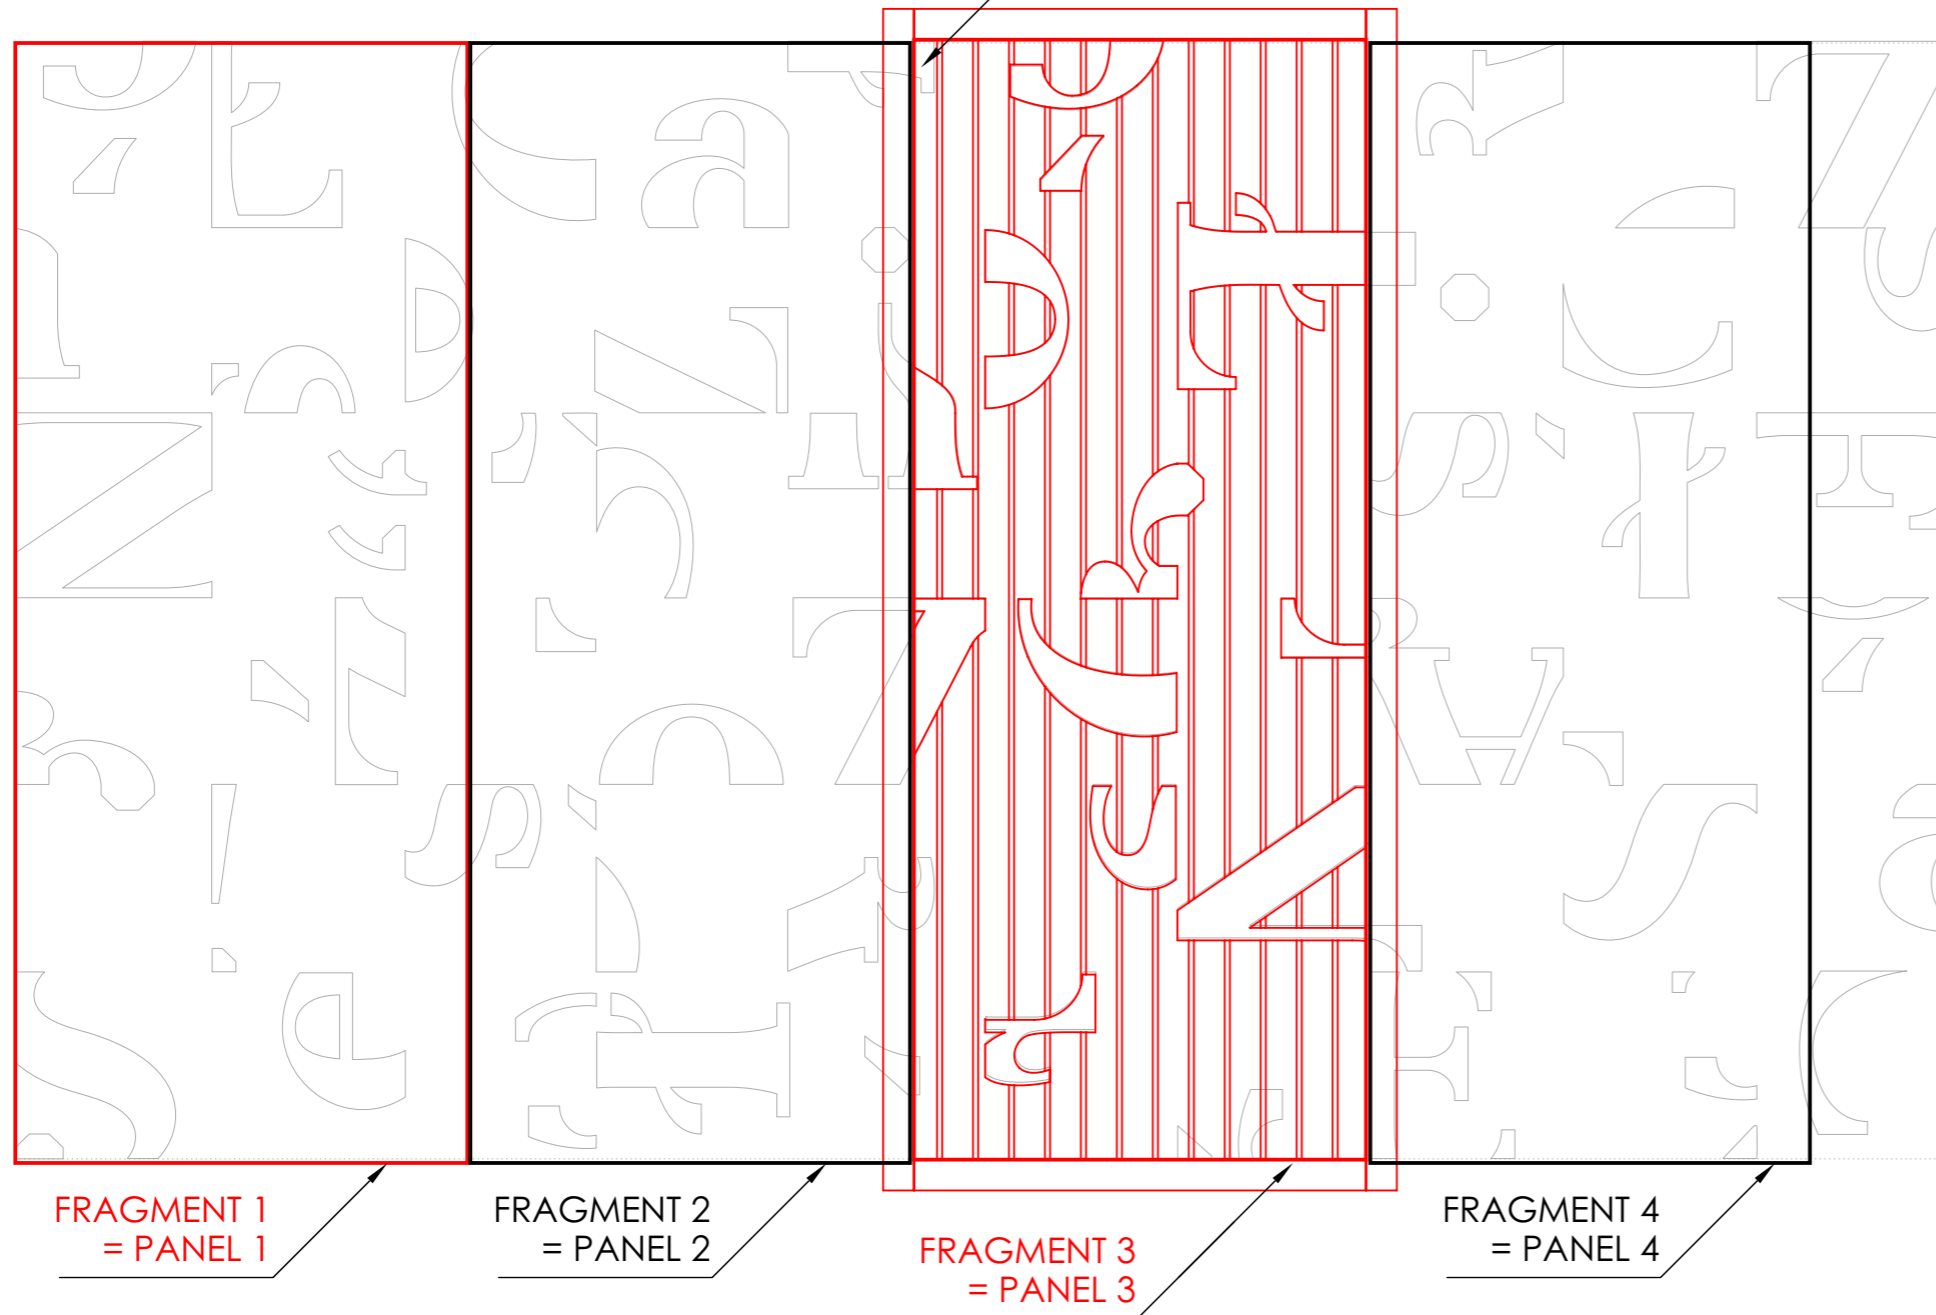 FRAGMENT 1
= PANEL 1
FRAGMENT 2
= PANEL 2
FRAGMENT 3
= PANEL 3
FRAGMENT 4
= PANEL 4